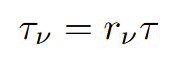 τ_ν = r_ν τ